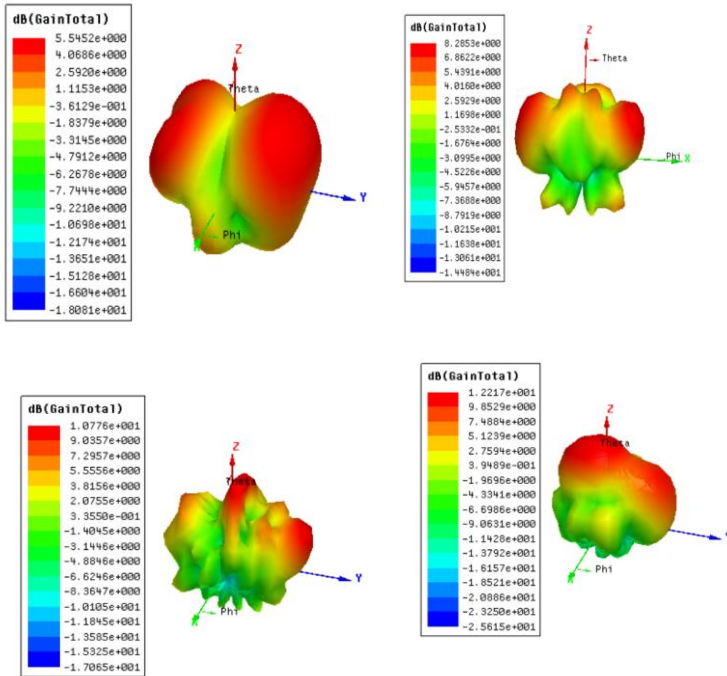 dB(GainTotal)
5.5452e+000
4.0686e+000
2.5920e+000
1.1153e+000
-3.6129e-001
-1.8379e+000
-3.3145e+000
-4.7912e+000
-6.2678e+000
-7.7444e+000
-9.2210e+000
-1.0698e+001
-1.2174e+001
-1.3651e+001
-1.5128e+001
-1.6604e+001
-1.8081e+001
Z
Theta
Y
X
Phi
dB(GainTotal)
8.2853e+000
6.8622e+000
5.4391e+000
4.0160e+000
2.5929e+000
1.1698e+000
-2.5332e-001
-1.6764e+000
-3.0995e+000
-4.5226e+000
-5.9457e+000
-7.3688e+000
-8.7919e+000
-1.0215e+001
-1.1638e+001
-1.3061e+001
-1.4484e+001
Z
Theta
Phi
X
dB(GainTotal)
1.0776e+001
9.0357e+000
7.2957e+000
5.5556e+000
3.8156e+000
2.0755e+000
3.3550e-001
-1.4045e+000
-3.1446e+000
-4.8846e+000
-6.6246e+000
-8.3647e+000
-1.0105e+001
-1.1845e+001
-1.3585e+001
-1.5325e+001
-1.7065e+001
Z
Theta
Y
X
Phi
dB(GainTotal)
1.2217e+001
9.8529e+000
7.4884e+000
5.1239e+000
2.7594e+000
3.9489e-001
-1.9696e+000
-4.3341e+000
-6.6986e+000
-9.0631e+000
-1.1428e+001
-1.3792e+001
-1.6157e+001
-1.8521e+001
-2.0886e+001
-2.3250e+001
-2.5615e+001
Z
Theta
X
Phi